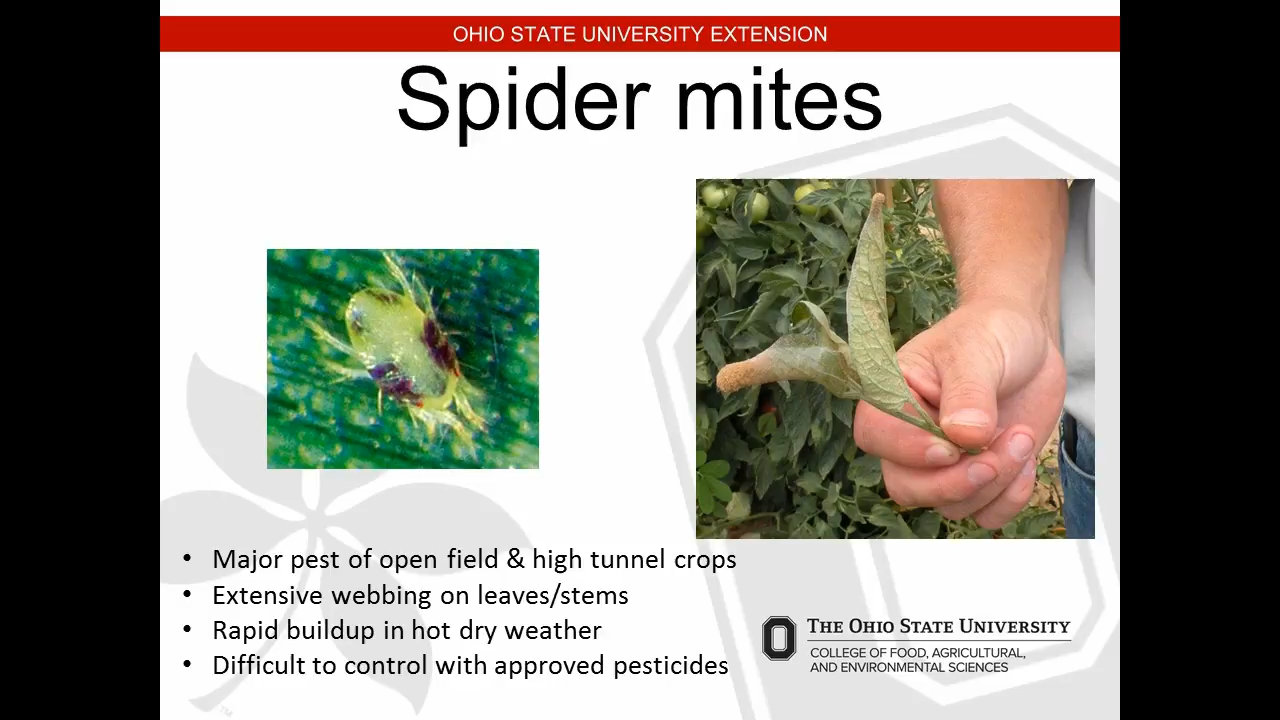 OHIO STATE UNIVERSITY EXTENSION
Spider mites
• Major pest of open field & high tunnel crops
• Extensive webbing on leaves/stems
• Rapid buildup in hot dry weather
• Difficult to control with approved pesticides
THE OHIO STATE UNIVERSITY
COLLEGE OF FOOD, AGRICULTURAL,
AND ENVIRONMENTAL SCIENCES
TM